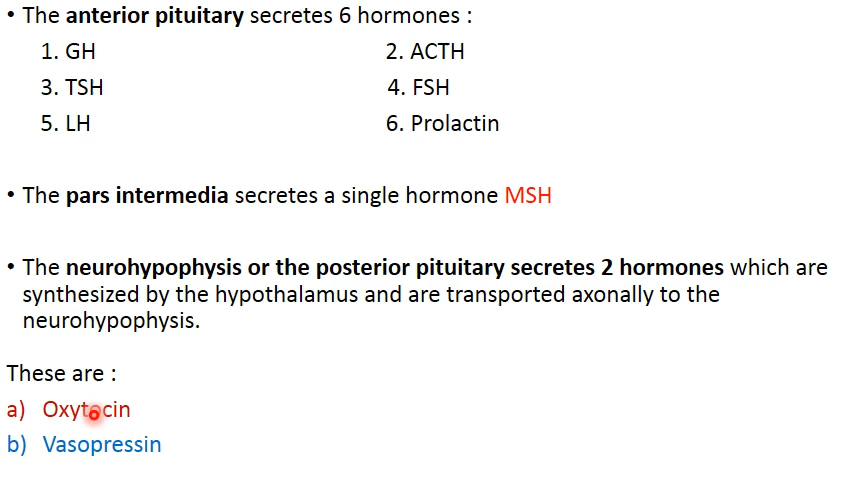 • The anterior pituitary secretes 6 hormones :
1. GH 2. ACTH
3. TSH 4. FSH
5. LH 6. Prolactin
• The pars intermedia secretes a single hormone MSH
• The neurohypophysis or the posterior pituitary secretes 2 hormones which are
synthesized by the hypothalamus and are transported axonally to the
neurohypophysis.
These are :
a) Oxytocin
b) Vasopressin